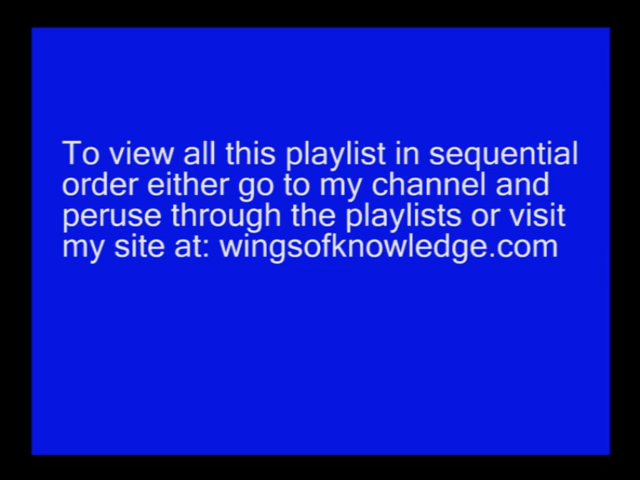 To view all this playlist in sequential
order either go to my channel and
peruse through the playlists or visit
my site at: wingsofknowledge.com